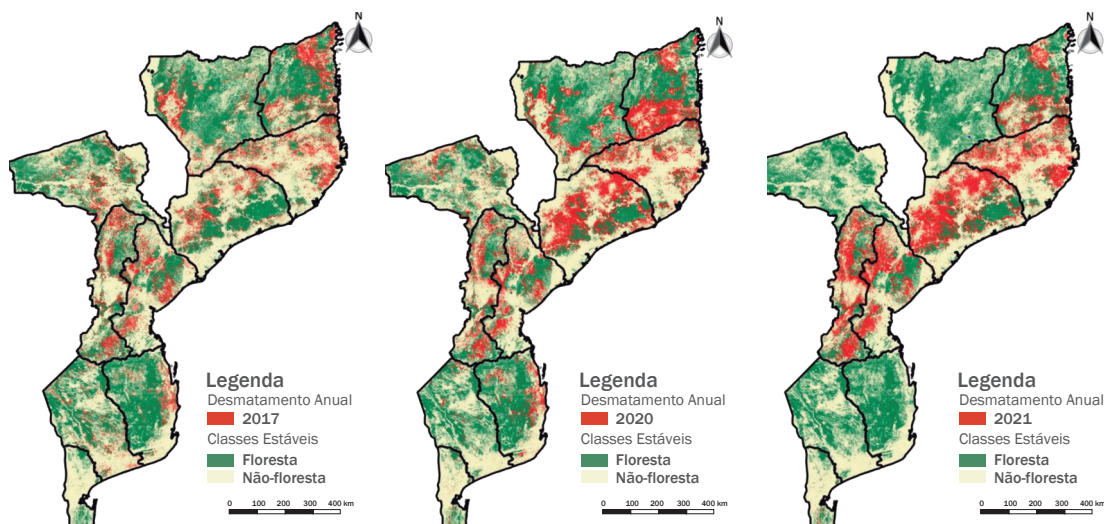 N
Legenda
Desmatamento Anual
2017
Classes Estáveis
Floresta
Não-floresta
0 100 200 300 400 km
N
Legenda
Desmatamento Anual
2020
Classes Estáveis
Floresta
Não-floresta
0 100 200 300 400 km
N
Legenda
Desmatamento Anual
2021
Classes Estáveis
Floresta
Não-floresta
0 100 200 300 400 km